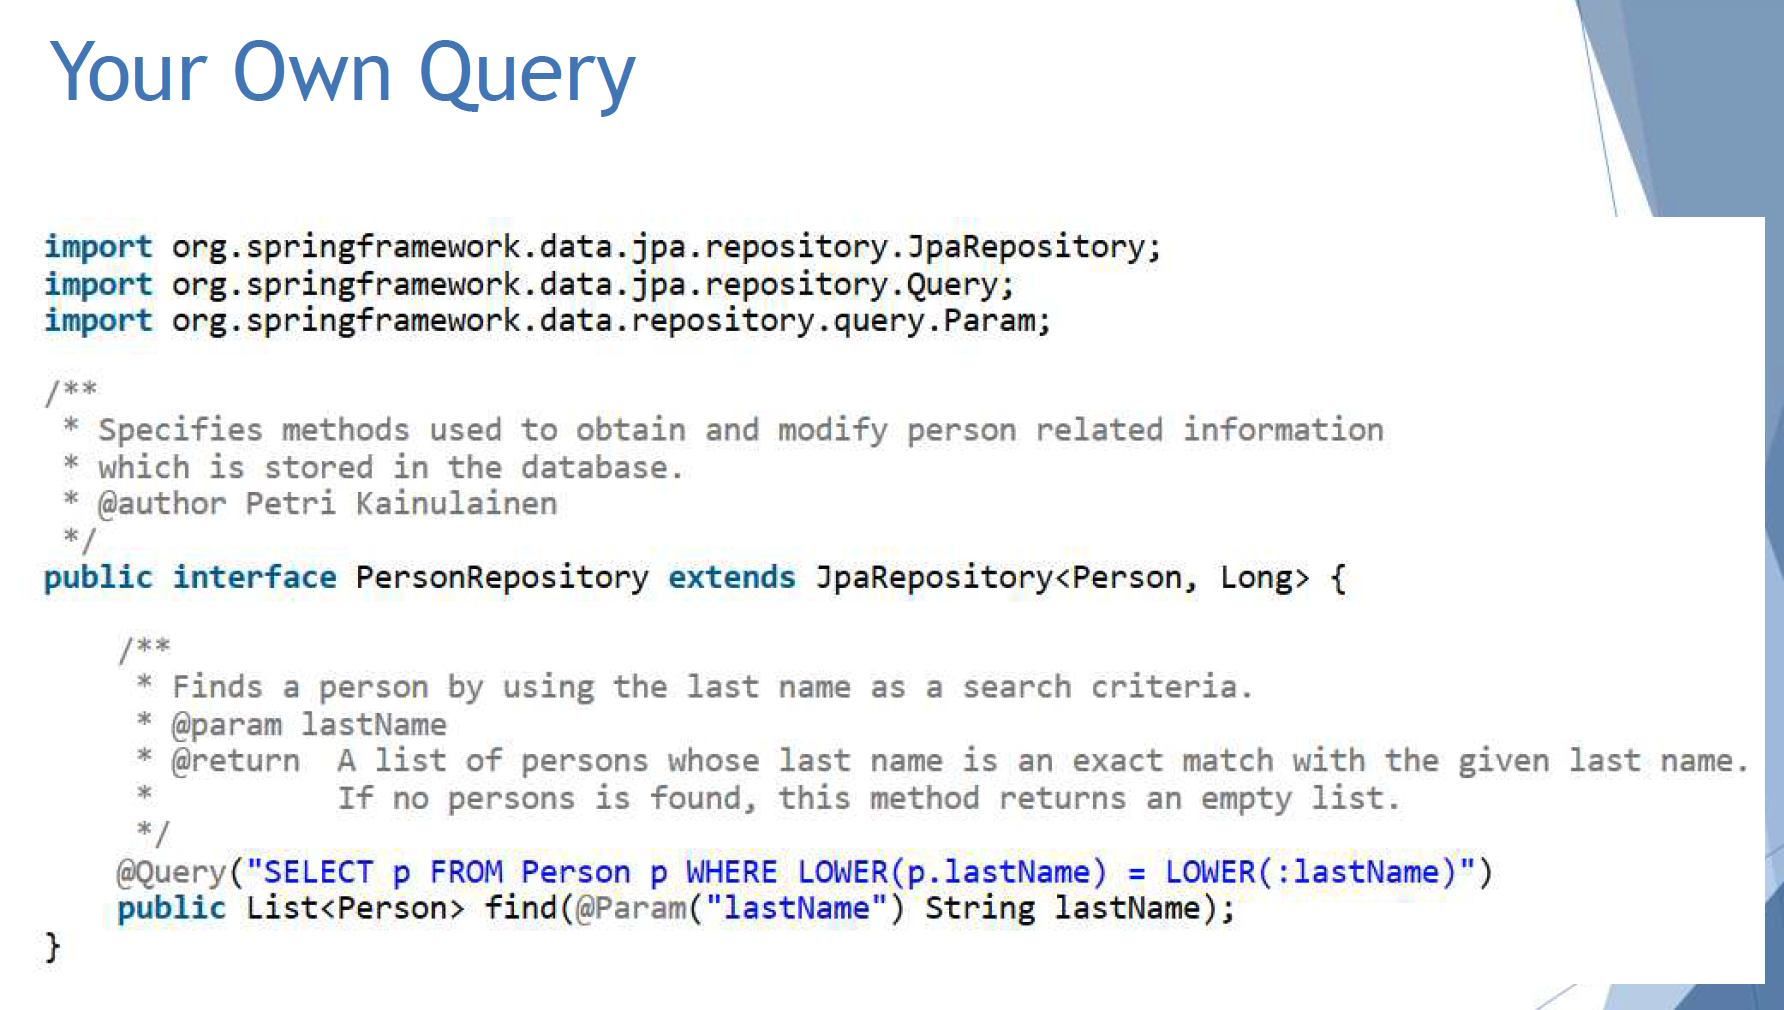 Your Own Query
import org.springframework.data.jpa.repository.JpaRepository;
import org.springframework.data.jpa.repository.Query;
import org.springframework.data.repository.query.Param;
/**
 * Specifies methods used to obtain and modify person related information
 * which is stored in the database.
 * @author Petri Kainulainen
 */
public interface PersonRepository extends JpaRepository<Person, Long> {
    /**
     * Finds a person by using the last name as a search criteria.
     * @param lastName
     * @return  A list of persons whose last name is an exact match with the given last name.
     *          If no persons is found, this method returns an empty list.
     */
    @Query("SELECT p FROM Person p WHERE LOWER(p.lastName) = LOWER(:lastName)")
    public List<Person> find(@Param("lastName") String lastName);
}